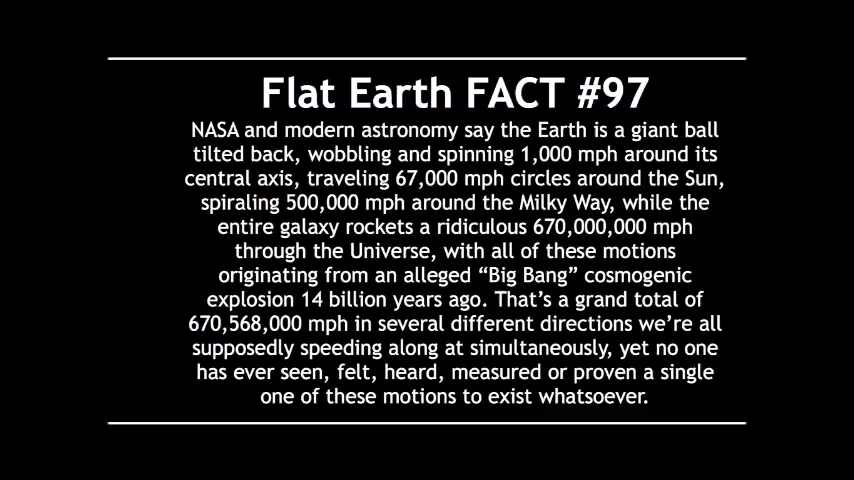 Flat Earth FACT #97
NASA and modern astronomy say the Earth is a giant ball
tilted back, wobbling and spinning 1,000 mph around its
central axis, traveling 67,000 mph circles around the Sun,
spiraling 500,000 mph around the Milky Way, while the
entire galaxy rockets a ridiculous 670,000,000 mph
through the Universe, with all of these motions
originating from an alleged “Big Bang” cosmogenic
explosion 14 billion years ago. That’s a grand total of
670,568,000 mph in several different directions we’re all
supposedly speeding along at simultaneously, yet no one
has ever seen, felt, heard, measured or proven a single
one of these motions to exist whatsoever.